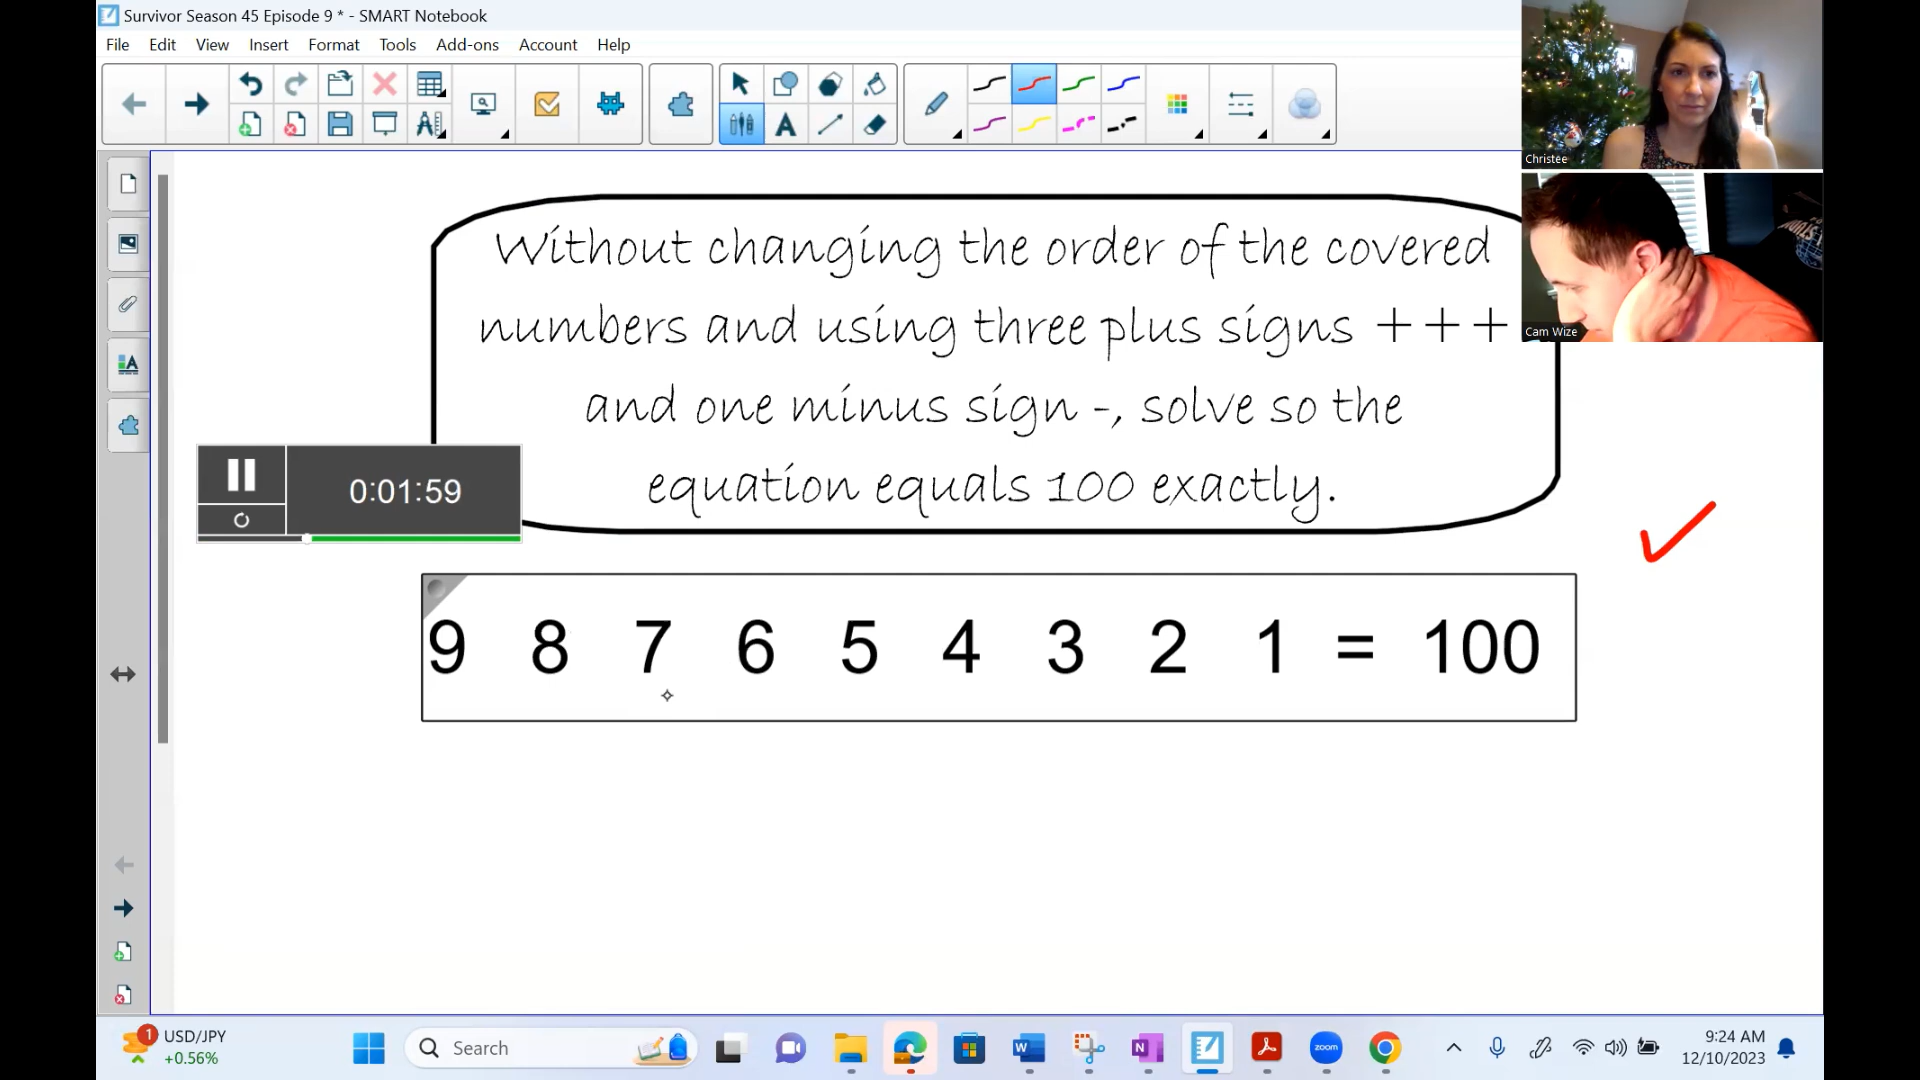 Survivor Season 45 Episode 9 * - SMART Notebook
File Edit View Insert Format Tools Add-ons Account Help
Christee
Cam Wize
Without changing the order of the covered
numbers and using three plus signs +++
and one minus sign -, solve so the
equation equals 100 exactly.
0:01:59
9 8 7 6 5 4 3 2 1 = 100
1
USD/JPY
+0.56%
Search
zoom
9:24 AM
12/10/2023